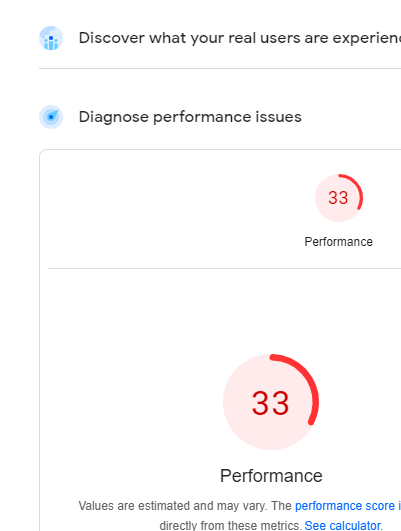 Discover what your real users are
Diagnose performance issues
33
Performance
33
Performance
Values are estimated and may vary. The performance score
directly from these metrics. See calculator.